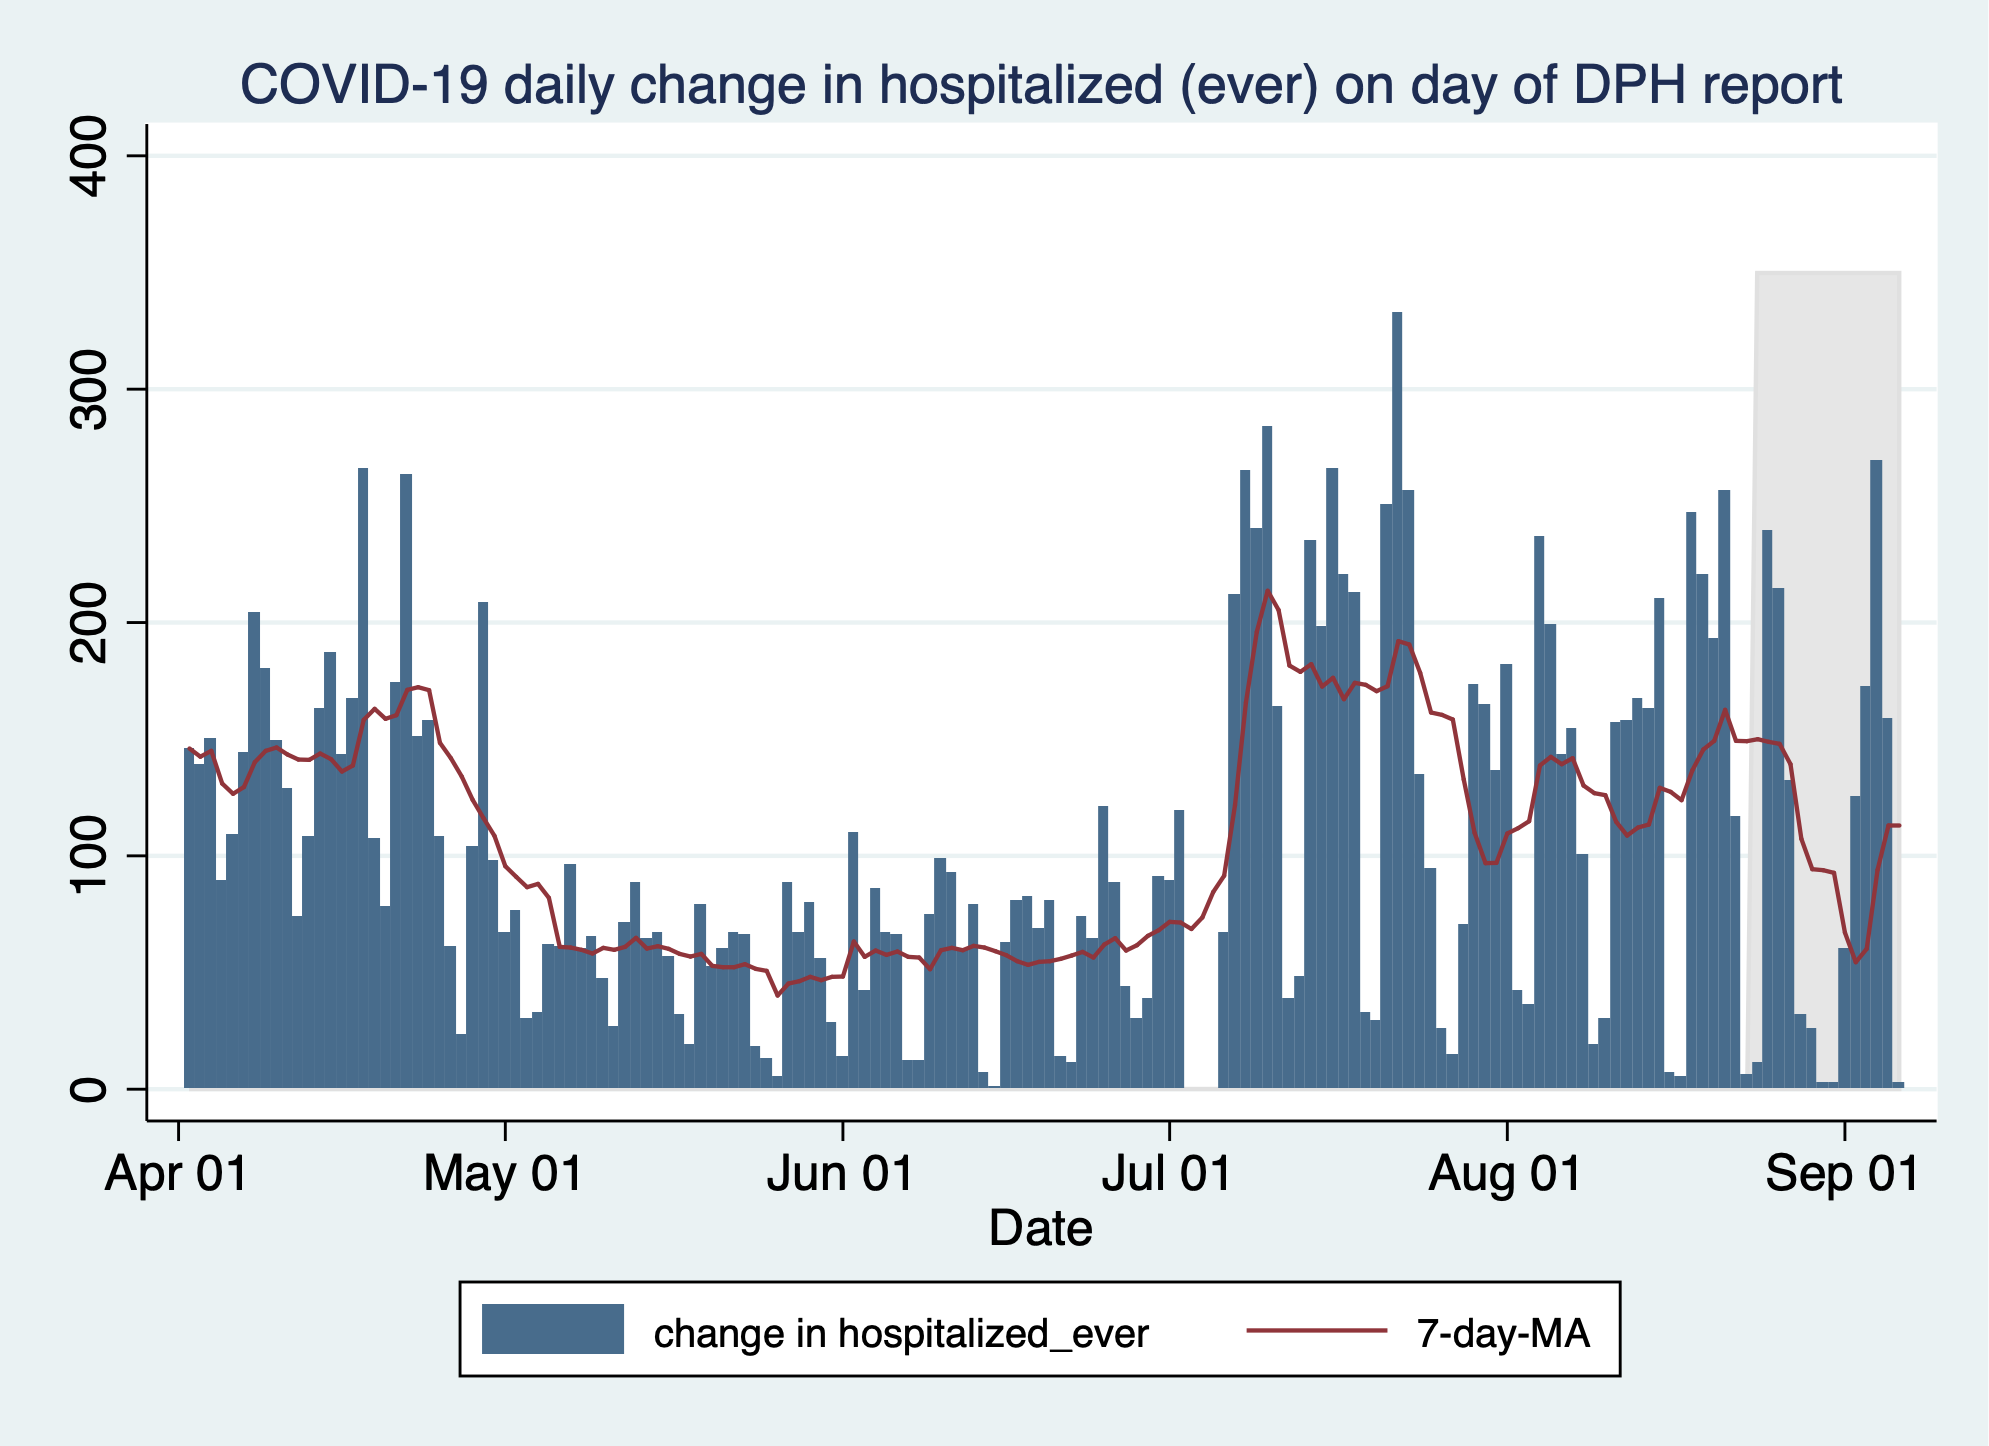 COVID-19 daily change in hospitalized (ever) on day of DPH report
400
300
200
100
0
Apr 01 May 01 Jun 01 Jul 01 Aug 01 Sep 01
Date
change in hospitalized_ever 7-day-MA